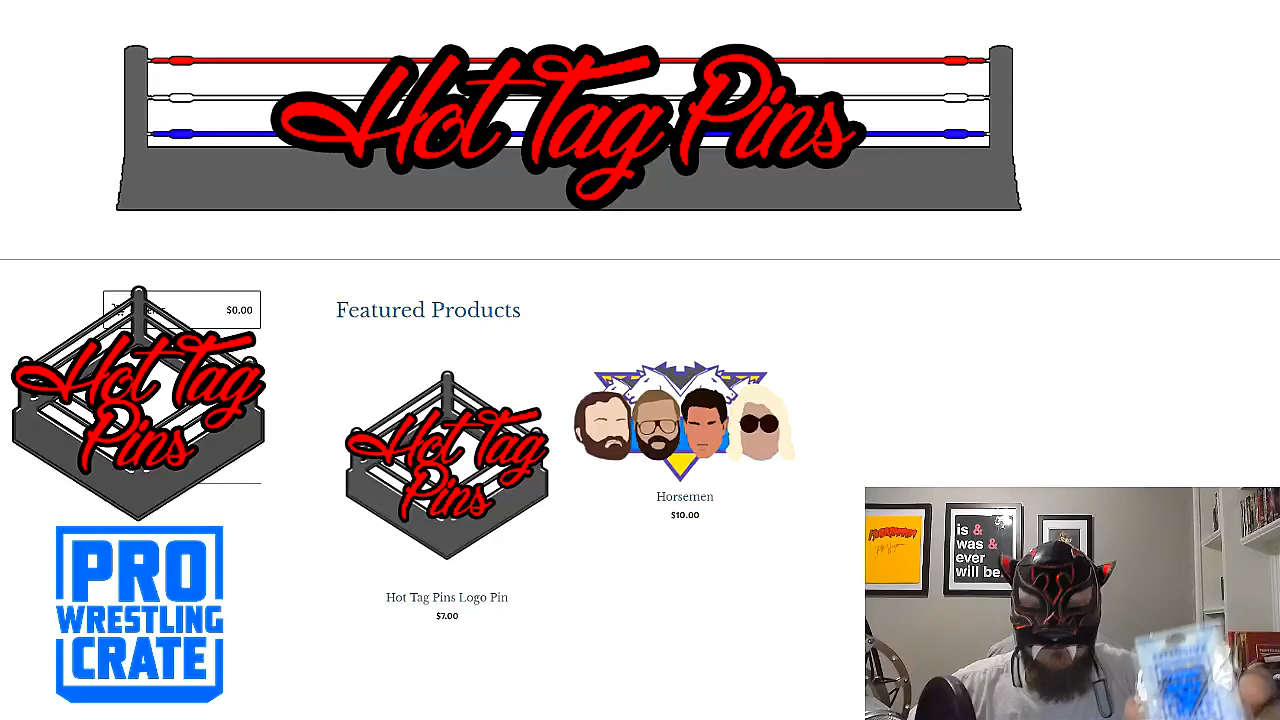 Hot Tag Pins
$0.00
Featured Products
Hot Tag
Pins
Hot Tag
Pins
Horsemen
$10.00
Hot Tag Pins Logo Pin
$7.00
PRO
WRESTLING
CRATE
is &
was &
ever
will be